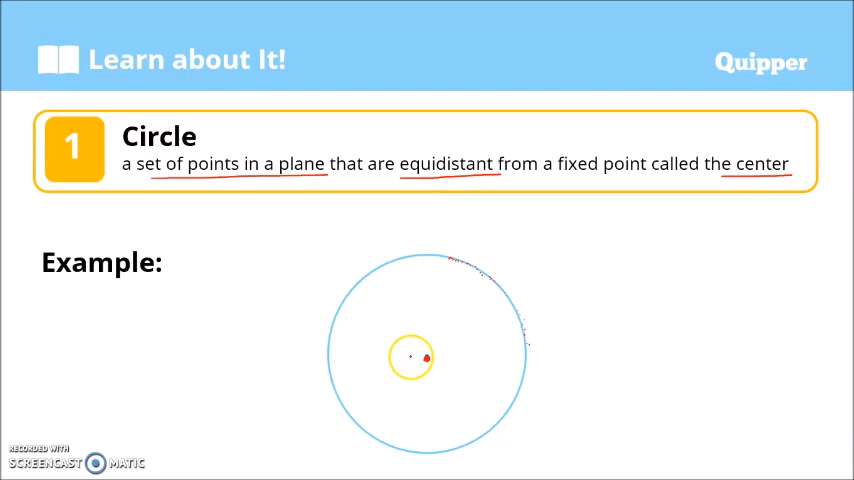 Learn about It!
Quipper
1
Circle
a set of points in a plane that are equidistant from a fixed point called the center
Example:
RECORDED WITH
SCREENCAST MATIC